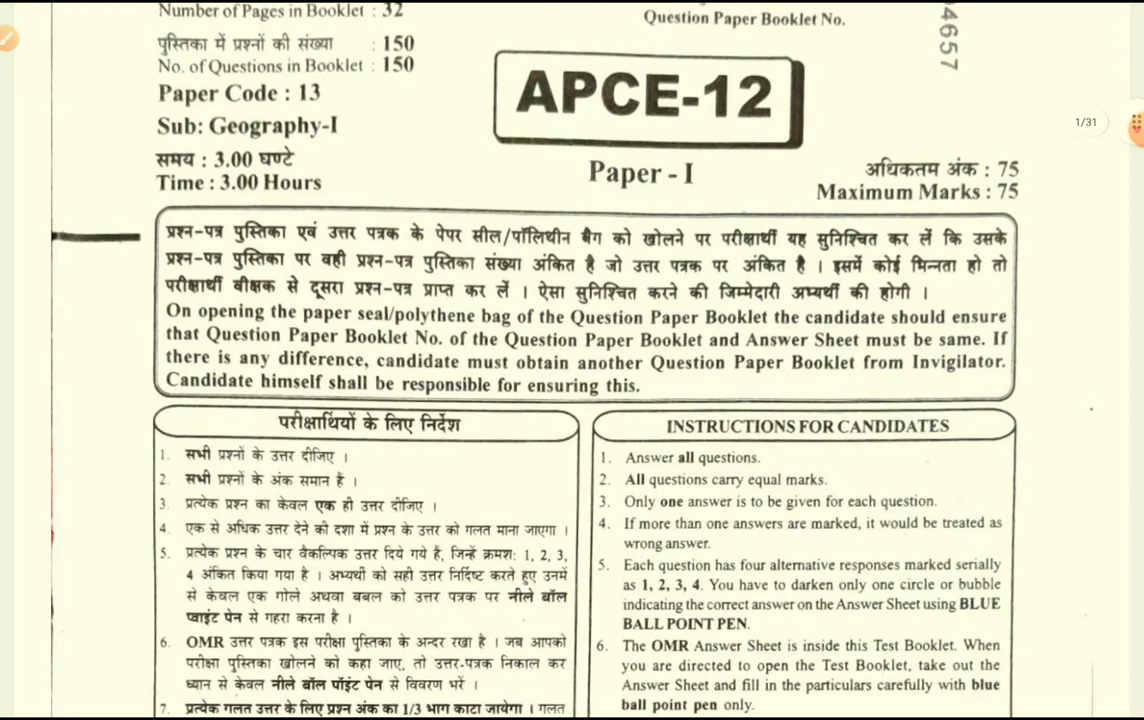 Number of Pages in Booklet : 32
Question Paper Booklet No.
04657
पुस्तिका में प्रश्नों की संख्या : 150
No. of Questions in Booklet : 150
Paper Code : 13
Sub: Geography-I
समय : 3.00 घण्टे
Time : 3.00 Hours
APCE-12
Paper - I
1/31
अधिकतम अंक : 75
Maximum Marks : 75
प्रश्न-पत्र पुस्तिका एवं उत्तर पत्रक के पेपर सील/पॉलिथीन बैग को खोलने पर परीक्षार्थी यह सुनिश्चित कर लें कि उसके
प्रश्न-पत्र पुस्तिका पर वही प्रश्न-पत्र पुस्तिका संख्या अंकित है जो उत्तर पत्रक पर अंकित है । इसमें कोई भिन्नता हो तो
परीक्षार्थी वीक्षक से दूसरा प्रश्न-पत्र प्राप्त कर लें । ऐसा सुनिश्चित करने की जिम्मेदारी अभ्यर्थी की होगी ।
On opening the paper seal/polythene bag of the Question Paper Booklet the candidate should ensure
that Question Paper Booklet No. of the Question Paper Booklet and Answer Sheet must be same. If
there is any difference, candidate must obtain another Question Paper Booklet from Invigilator.
Candidate himself shall be responsible for ensuring this.
परीक्षार्थियों के लिए निर्देश
1. सभी प्रश्नों के उत्तर दीजिए ।
2. सभी प्रश्नों के अंक समान हैं ।
3. प्रत्येक प्रश्न का केवल एक ही उत्तर दीजिए ।
4. एक से अधिक उत्तर देने की दशा में प्रश्न के उत्तर को गलत माना जाएगा ।
5. प्रत्येक प्रश्न के चार वैकल्पिक उत्तर दिये गये हैं, जिन्हें क्रमश: 1, 2, 3,
4 अंकित किया गया है । अभ्यर्थी को सही उत्तर निर्दिष्ट करते हुए उनमें
से केवल एक गोले अथवा बबल को उत्तर पत्रक पर नीले बॉल
प्वाइंट पेन से गहरा करना है ।
6. OMR उत्तर पत्रक इस परीक्षा पुस्तिका के अन्दर रखा है । जब आपको
परीक्षा पुस्तिका खोलने को कहा जाए, तो उत्तर-पत्रक निकाल कर
ध्यान से केवल नीले बॉल पॉइंट पेन से विवरण भरें ।
7. प्रत्येक गलत उत्तर के लिए प्रश्न अंक का 1/3 भाग काटा जायेगा । गलत
INSTRUCTIONS FOR CANDIDATES
1. Answer all questions.
2. All questions carry equal marks.
3. Only one answer is to be given for each question.
4. If more than one answers are marked, it would be treated as
wrong answer.
5. Each question has four alternative responses marked serially
as 1, 2, 3, 4. You have to darken only one circle or bubble
indicating the correct answer on the Answer Sheet using BLUE
BALL POINT PEN.
6. The OMR Answer Sheet is inside this Test Booklet. When
you are directed to open the Test Booklet, take out the
Answer Sheet and fill in the particulars carefully with blue
ball point pen only.